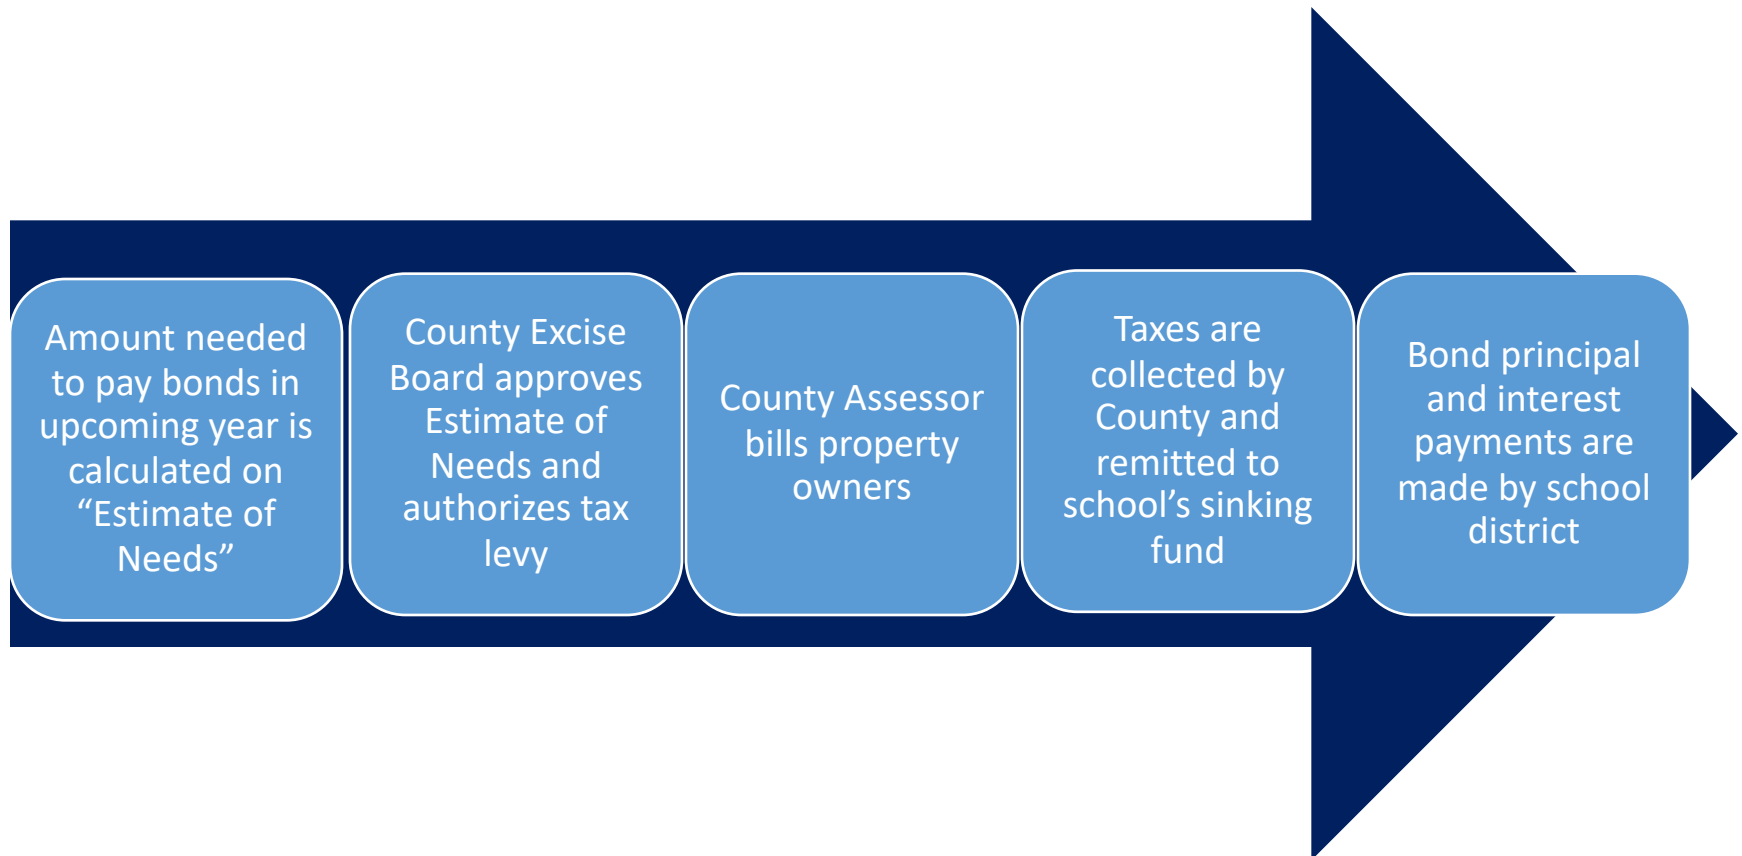 Amount needed
to pay bonds in
upcoming year is
calculated on
“Estimate of
Needs”
County Excise
Board approves
Estimate of
Needs and
authorizes tax
levy
County Assessor
bills property
owners
Taxes are
collected by
County and
remitted to
school’s sinking
fund
Bond principal
and interest
payments are
made by school
district